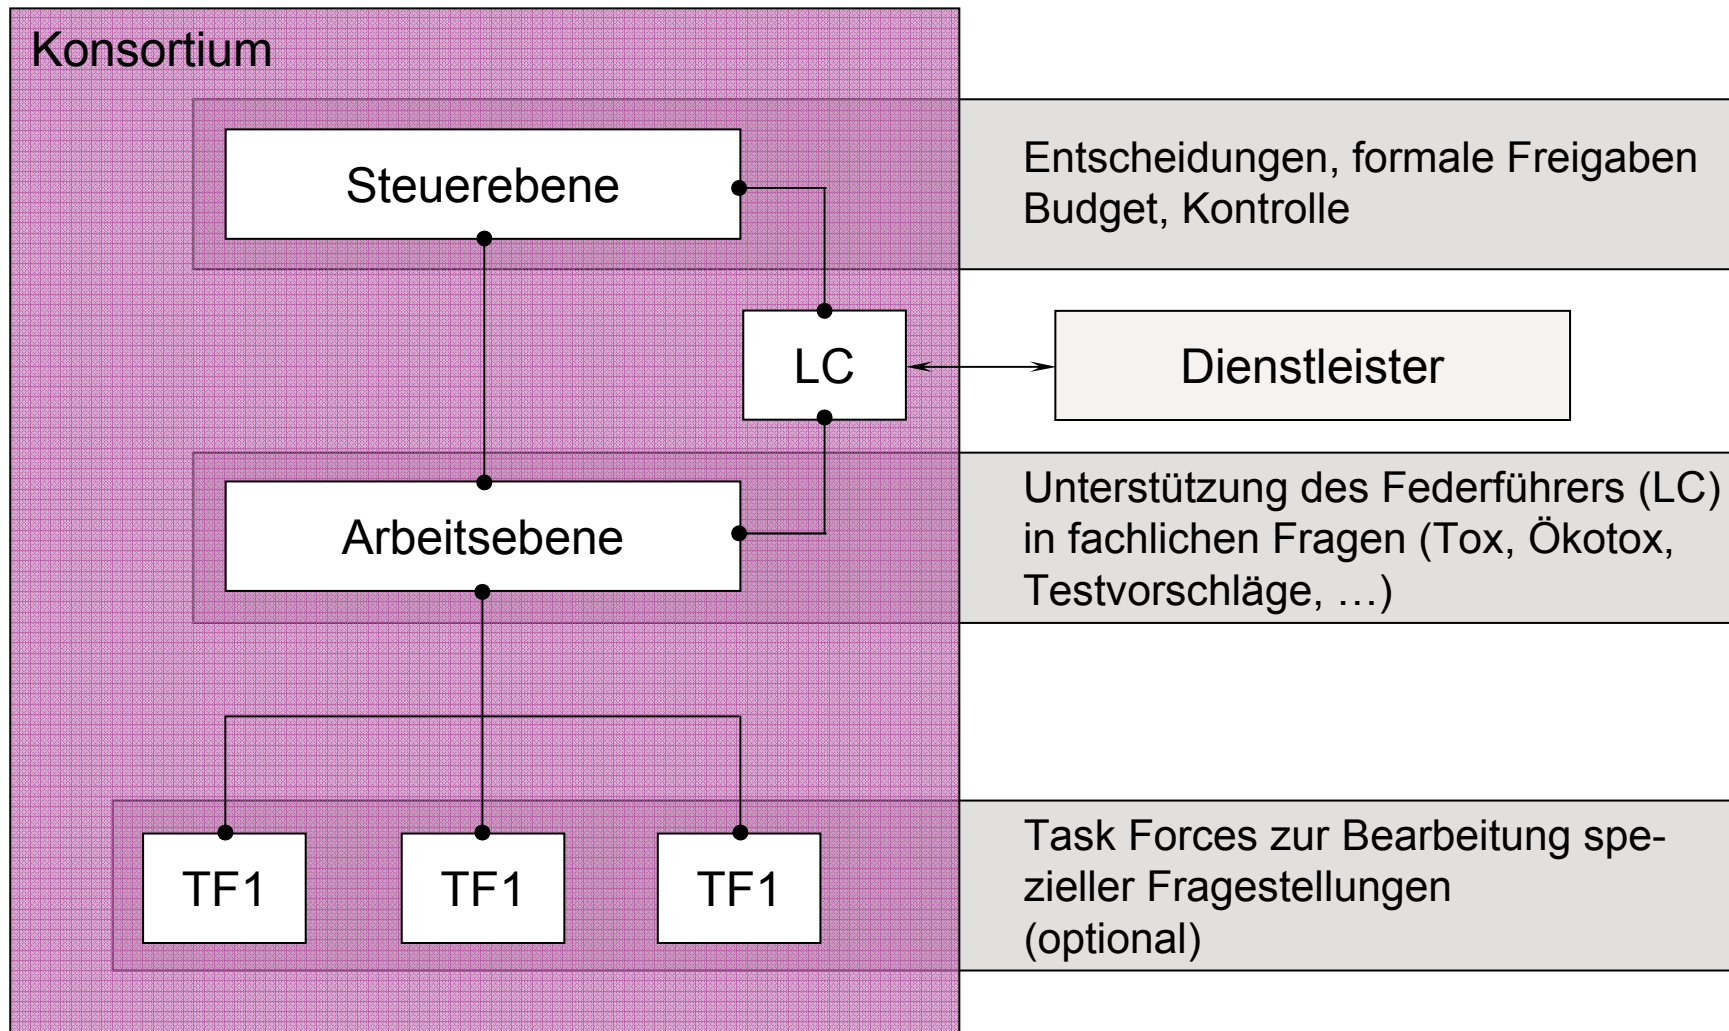 Konsortium
Steuerebene
Entscheidungen, formale Freigaben
Budget, Kontrolle
LC
Dienstleister
Arbeitsebene
Unterstützung des Federführers (LC)
in fachlichen Fragen (Tox, Ökotox,
Testvorschläge, …)
TF1
TF1
TF1
Task Forces zur Bearbeitung spe-
zieller Fragestellungen
(optional)